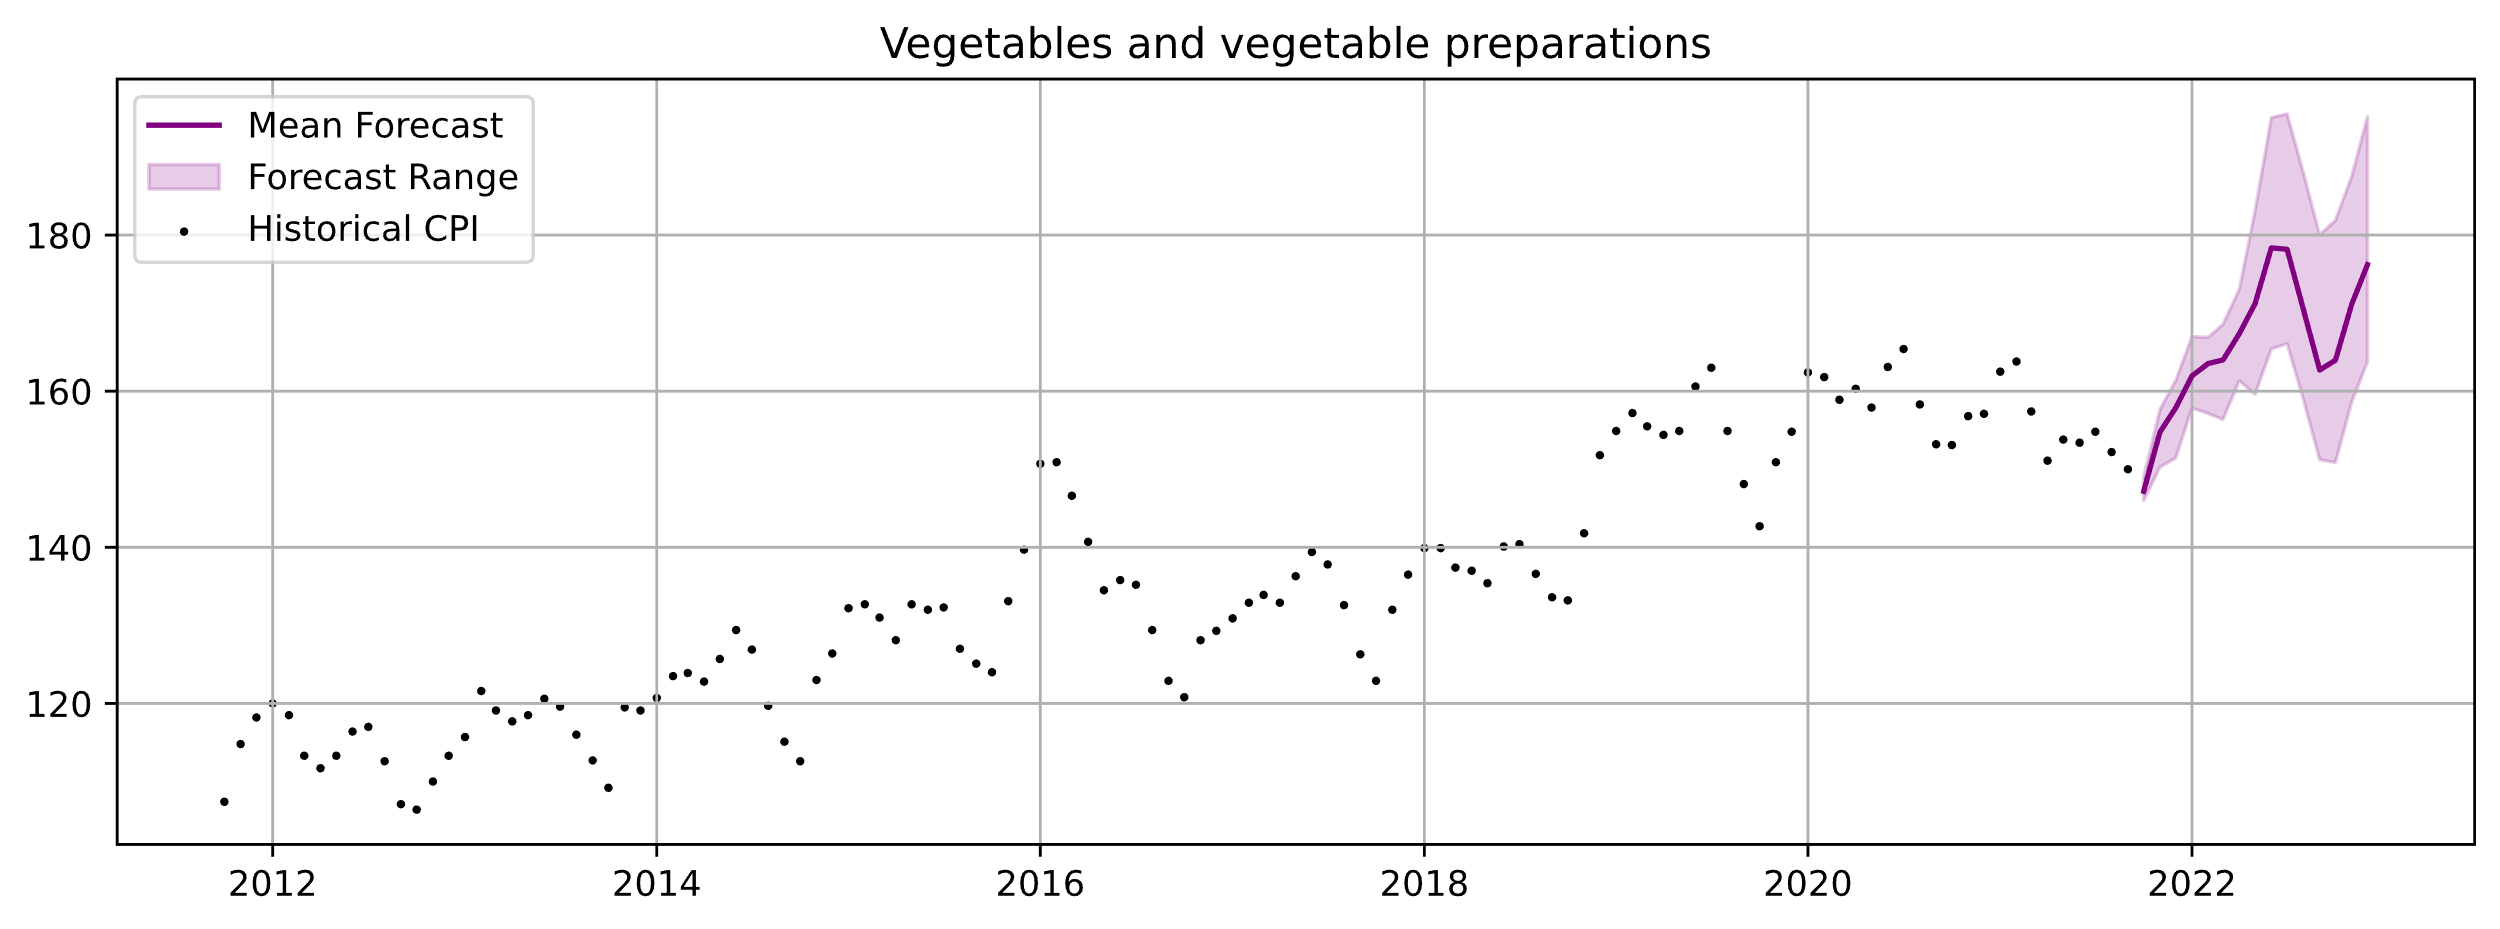 Vegetables and vegetable preparations
Mean Forecast
Forecast Range
Historical CPI
180
160
140
120
2012 2014 2016 2018 2020 2022